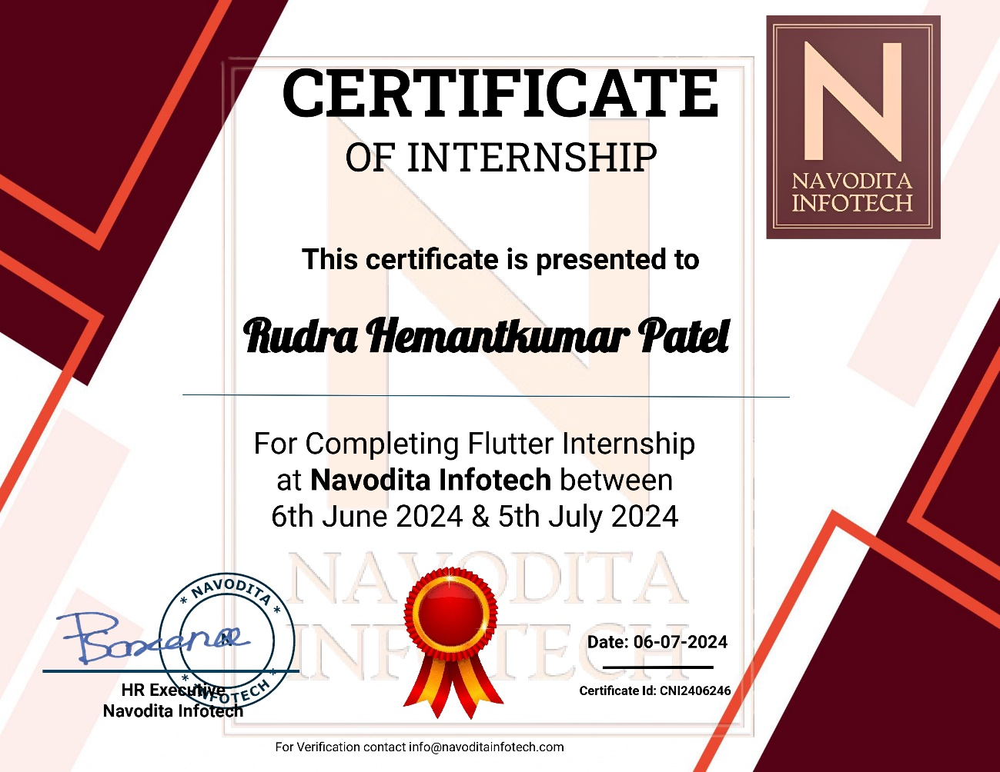 CERTIFICATE
OF INTERNSHIP
NAVODITA
INFOTECH
This certificate is presented to
Rudra Hemantkumar Patel
For Completing Flutter Internship
at Navodita Infotech between
6th June 2024 & 5th July 2024
NAVODITA
INFOTECH
* NAVODITA *
* INFOTECH *
Date: 06-07-2024
HR Executive
Navodita Infotech
Certificate Id: CNI2406246
For Verification contact info@navoditainfotech.com